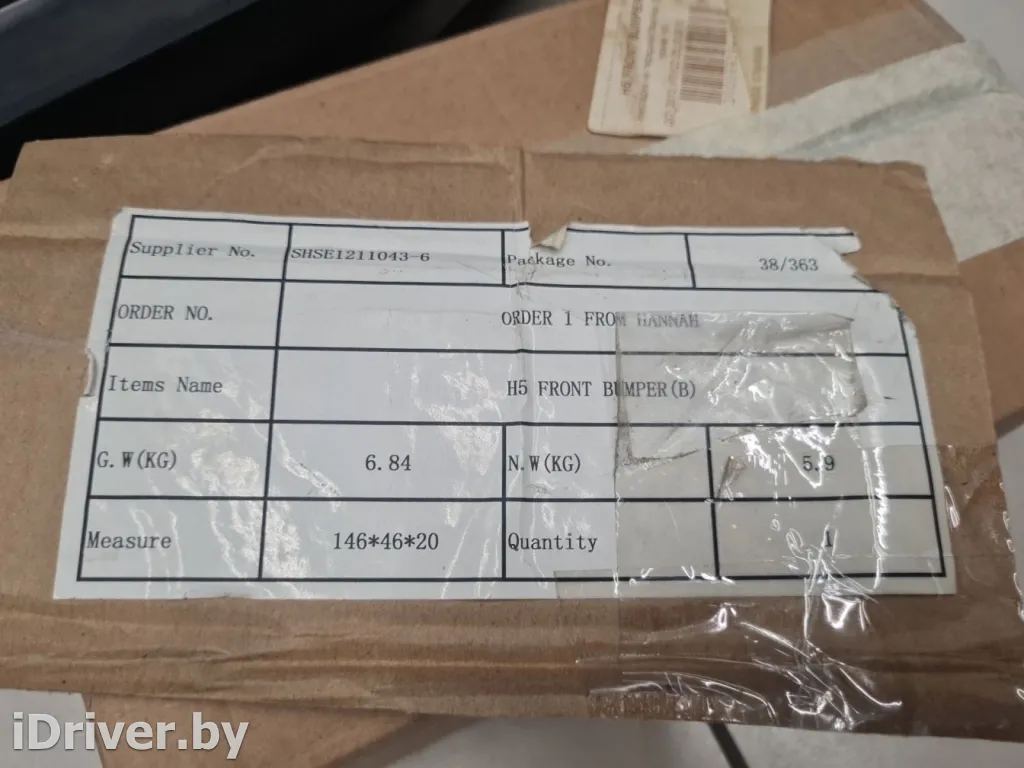 Supplier No. SHSE1211043-6 Package No. 38/363
ORDER NO. ORDER 1 FROM HANNAH
Items Name H5 FRONT BUMPER(B)
G.W(KG) 6.84 N.W(KG) 5.9
Measure 146*46*20 Quantity 1
iDriver.by